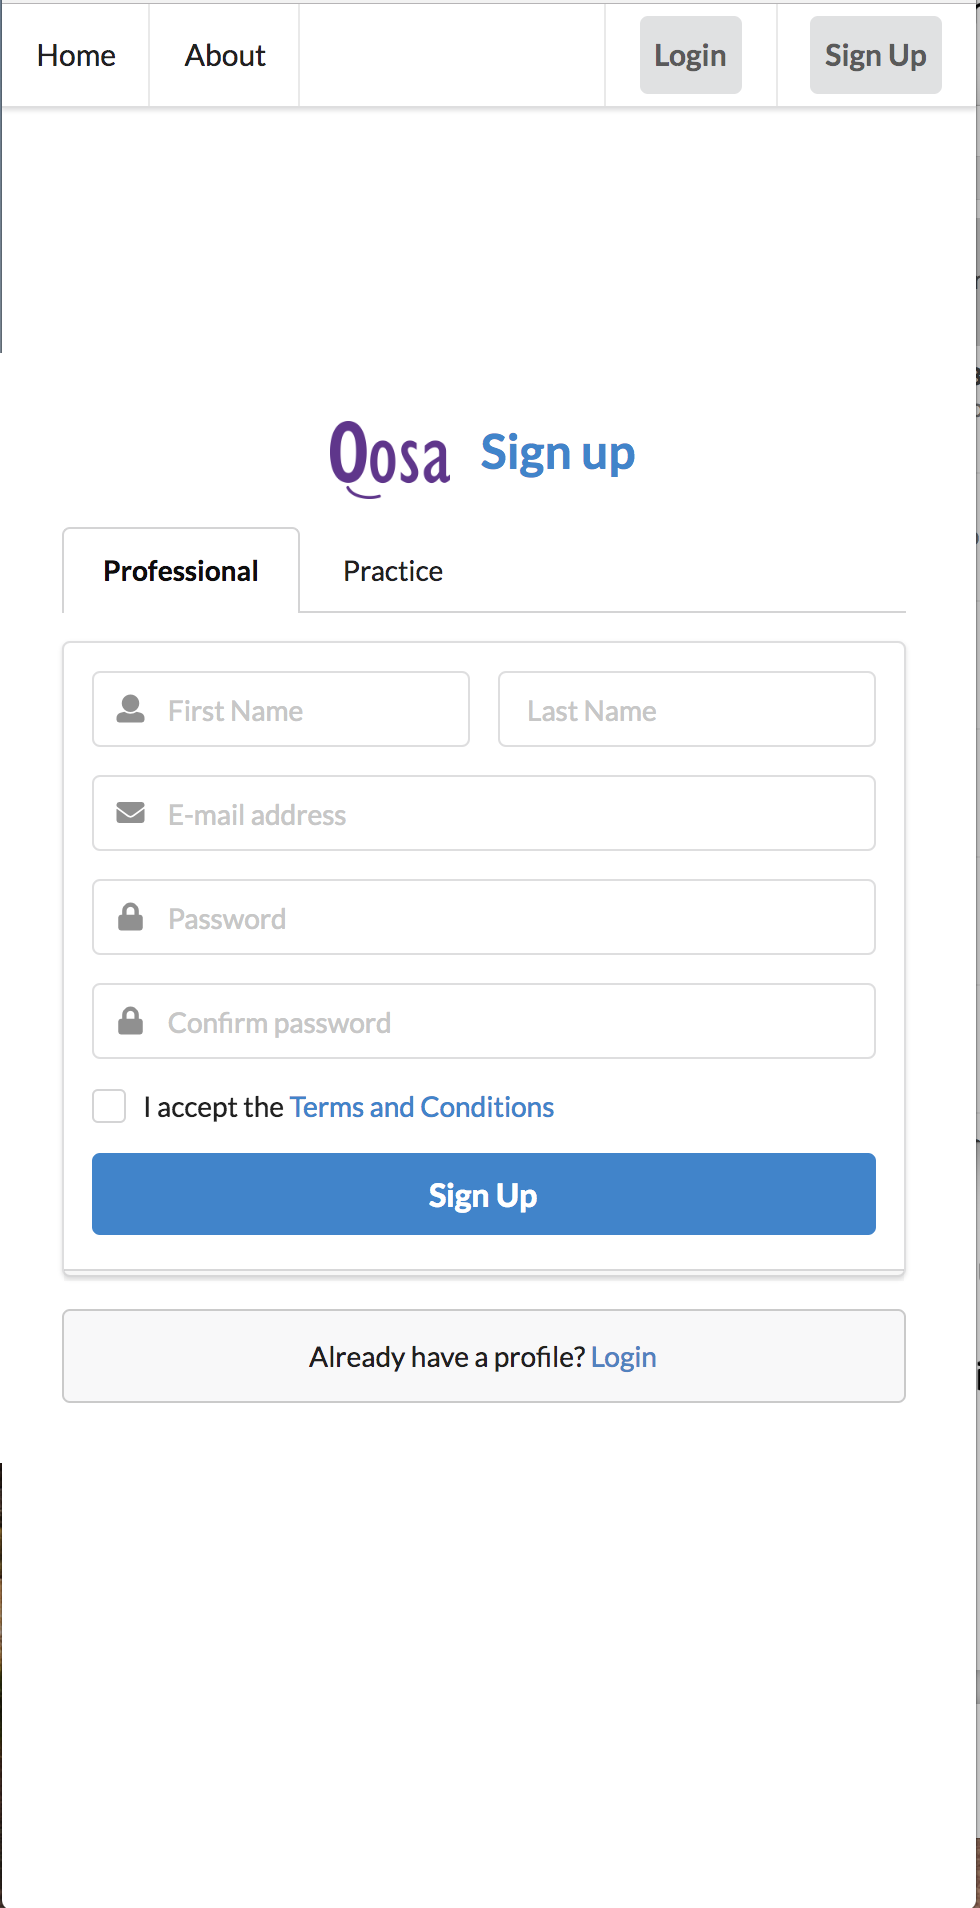 Home About Login Sign Up
Qosa Sign up
Professional Practice
First Name Last Name
E-mail address
Password
Confirm password
I accept the Terms and Conditions
Sign Up
Already have a profile? Login